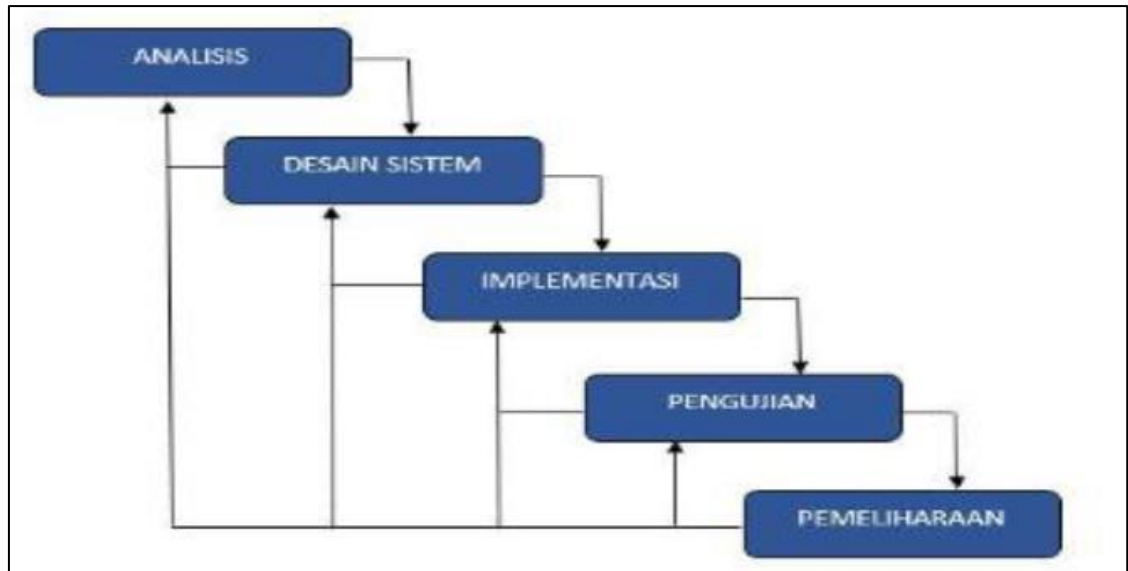 ANALISIS
DESAIN SISTEM
IMPLEMENTASI
PENGUJIAN
PEMELIHARAAN